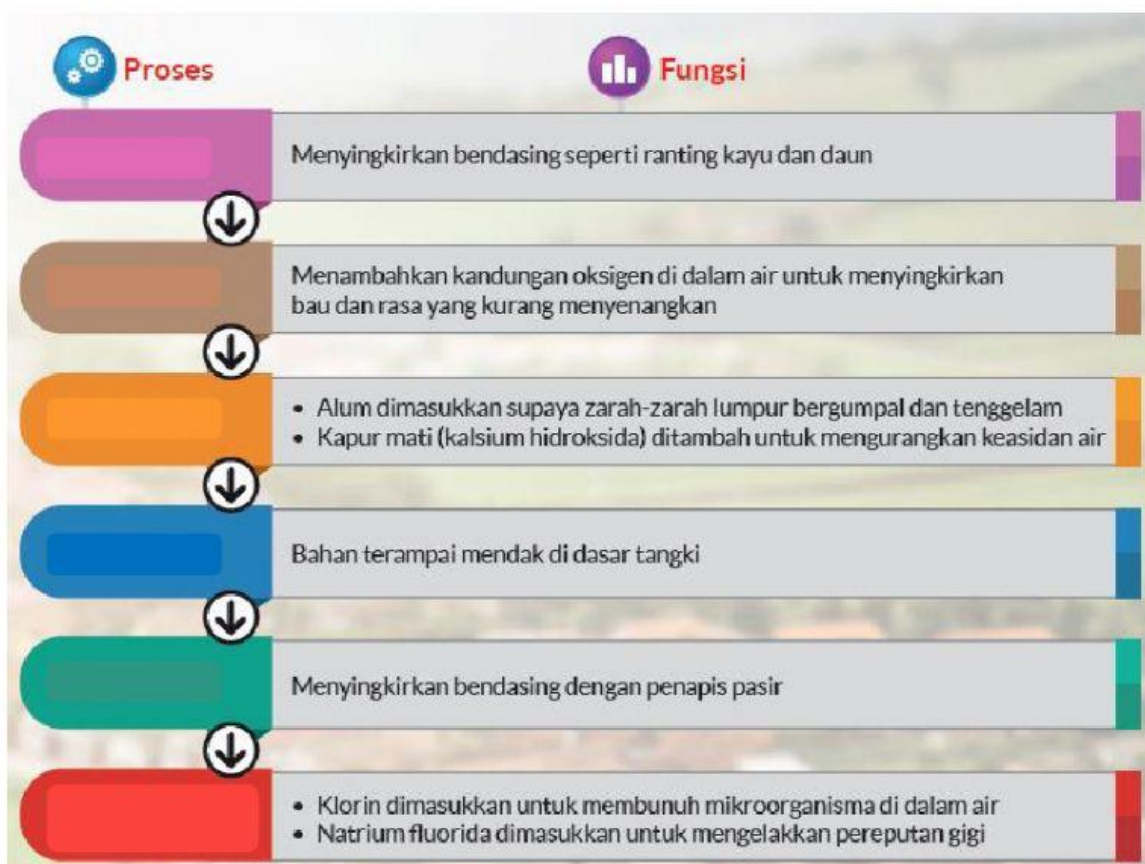 Proses
Fungsi
Menyingkirkan bendasing seperti ranting kayu dan daun
Menambahkan kandungan oksigen di dalam air untuk menyingkirkan
bau dan rasa yang kurang menyenangkan
• Alum dimasukkan supaya zarah-zarah lumpur bergumpal dan tenggelam
• Kapur mati (kalsium hidroksida) ditambah untuk mengurangkan keasidan air
Bahan terampai mendak di dasar tangki
Menyingkirkan bendasing dengan penapis pasir
• Klorin dimasukkan untuk membunuh mikroorganisma di dalam air
• Natrium fluorida dimasukkan untuk mengelakkan pereputan gigi